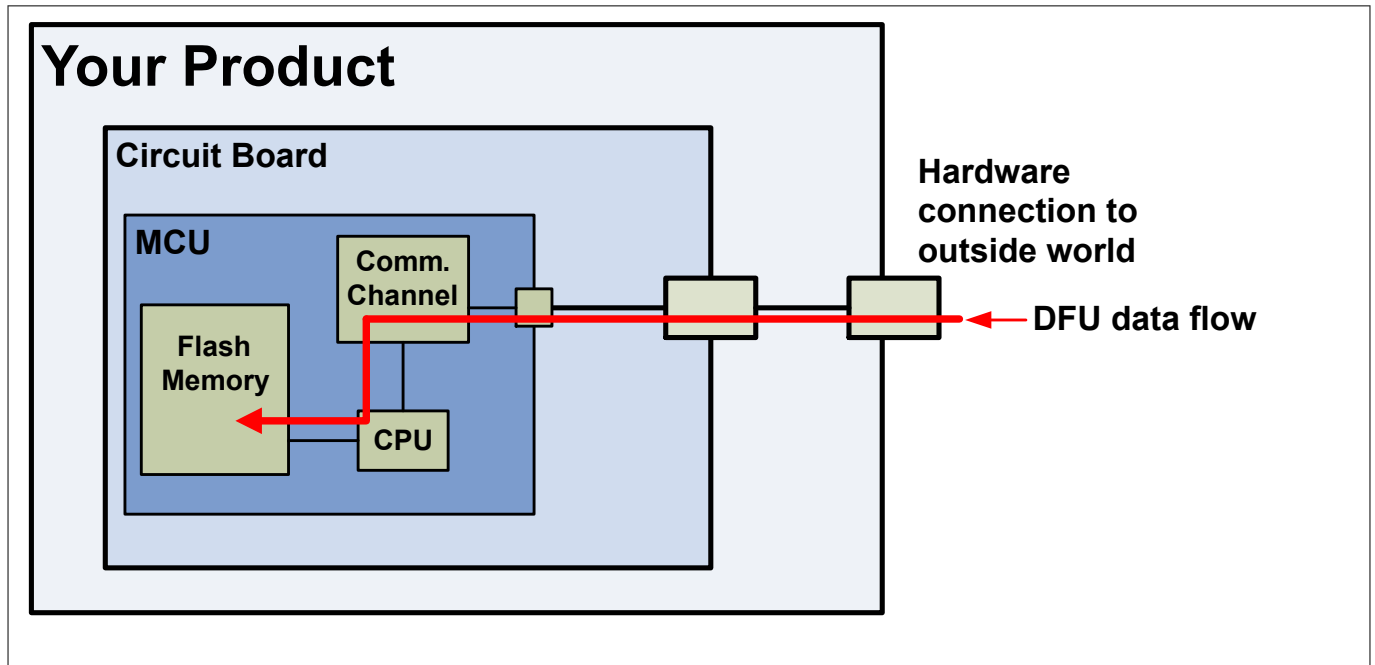 Your Product
Circuit Board
Hardware
connection to
outside world
MCU
Comm.
Channel
DFU data flow
Flash
Memory
CPU